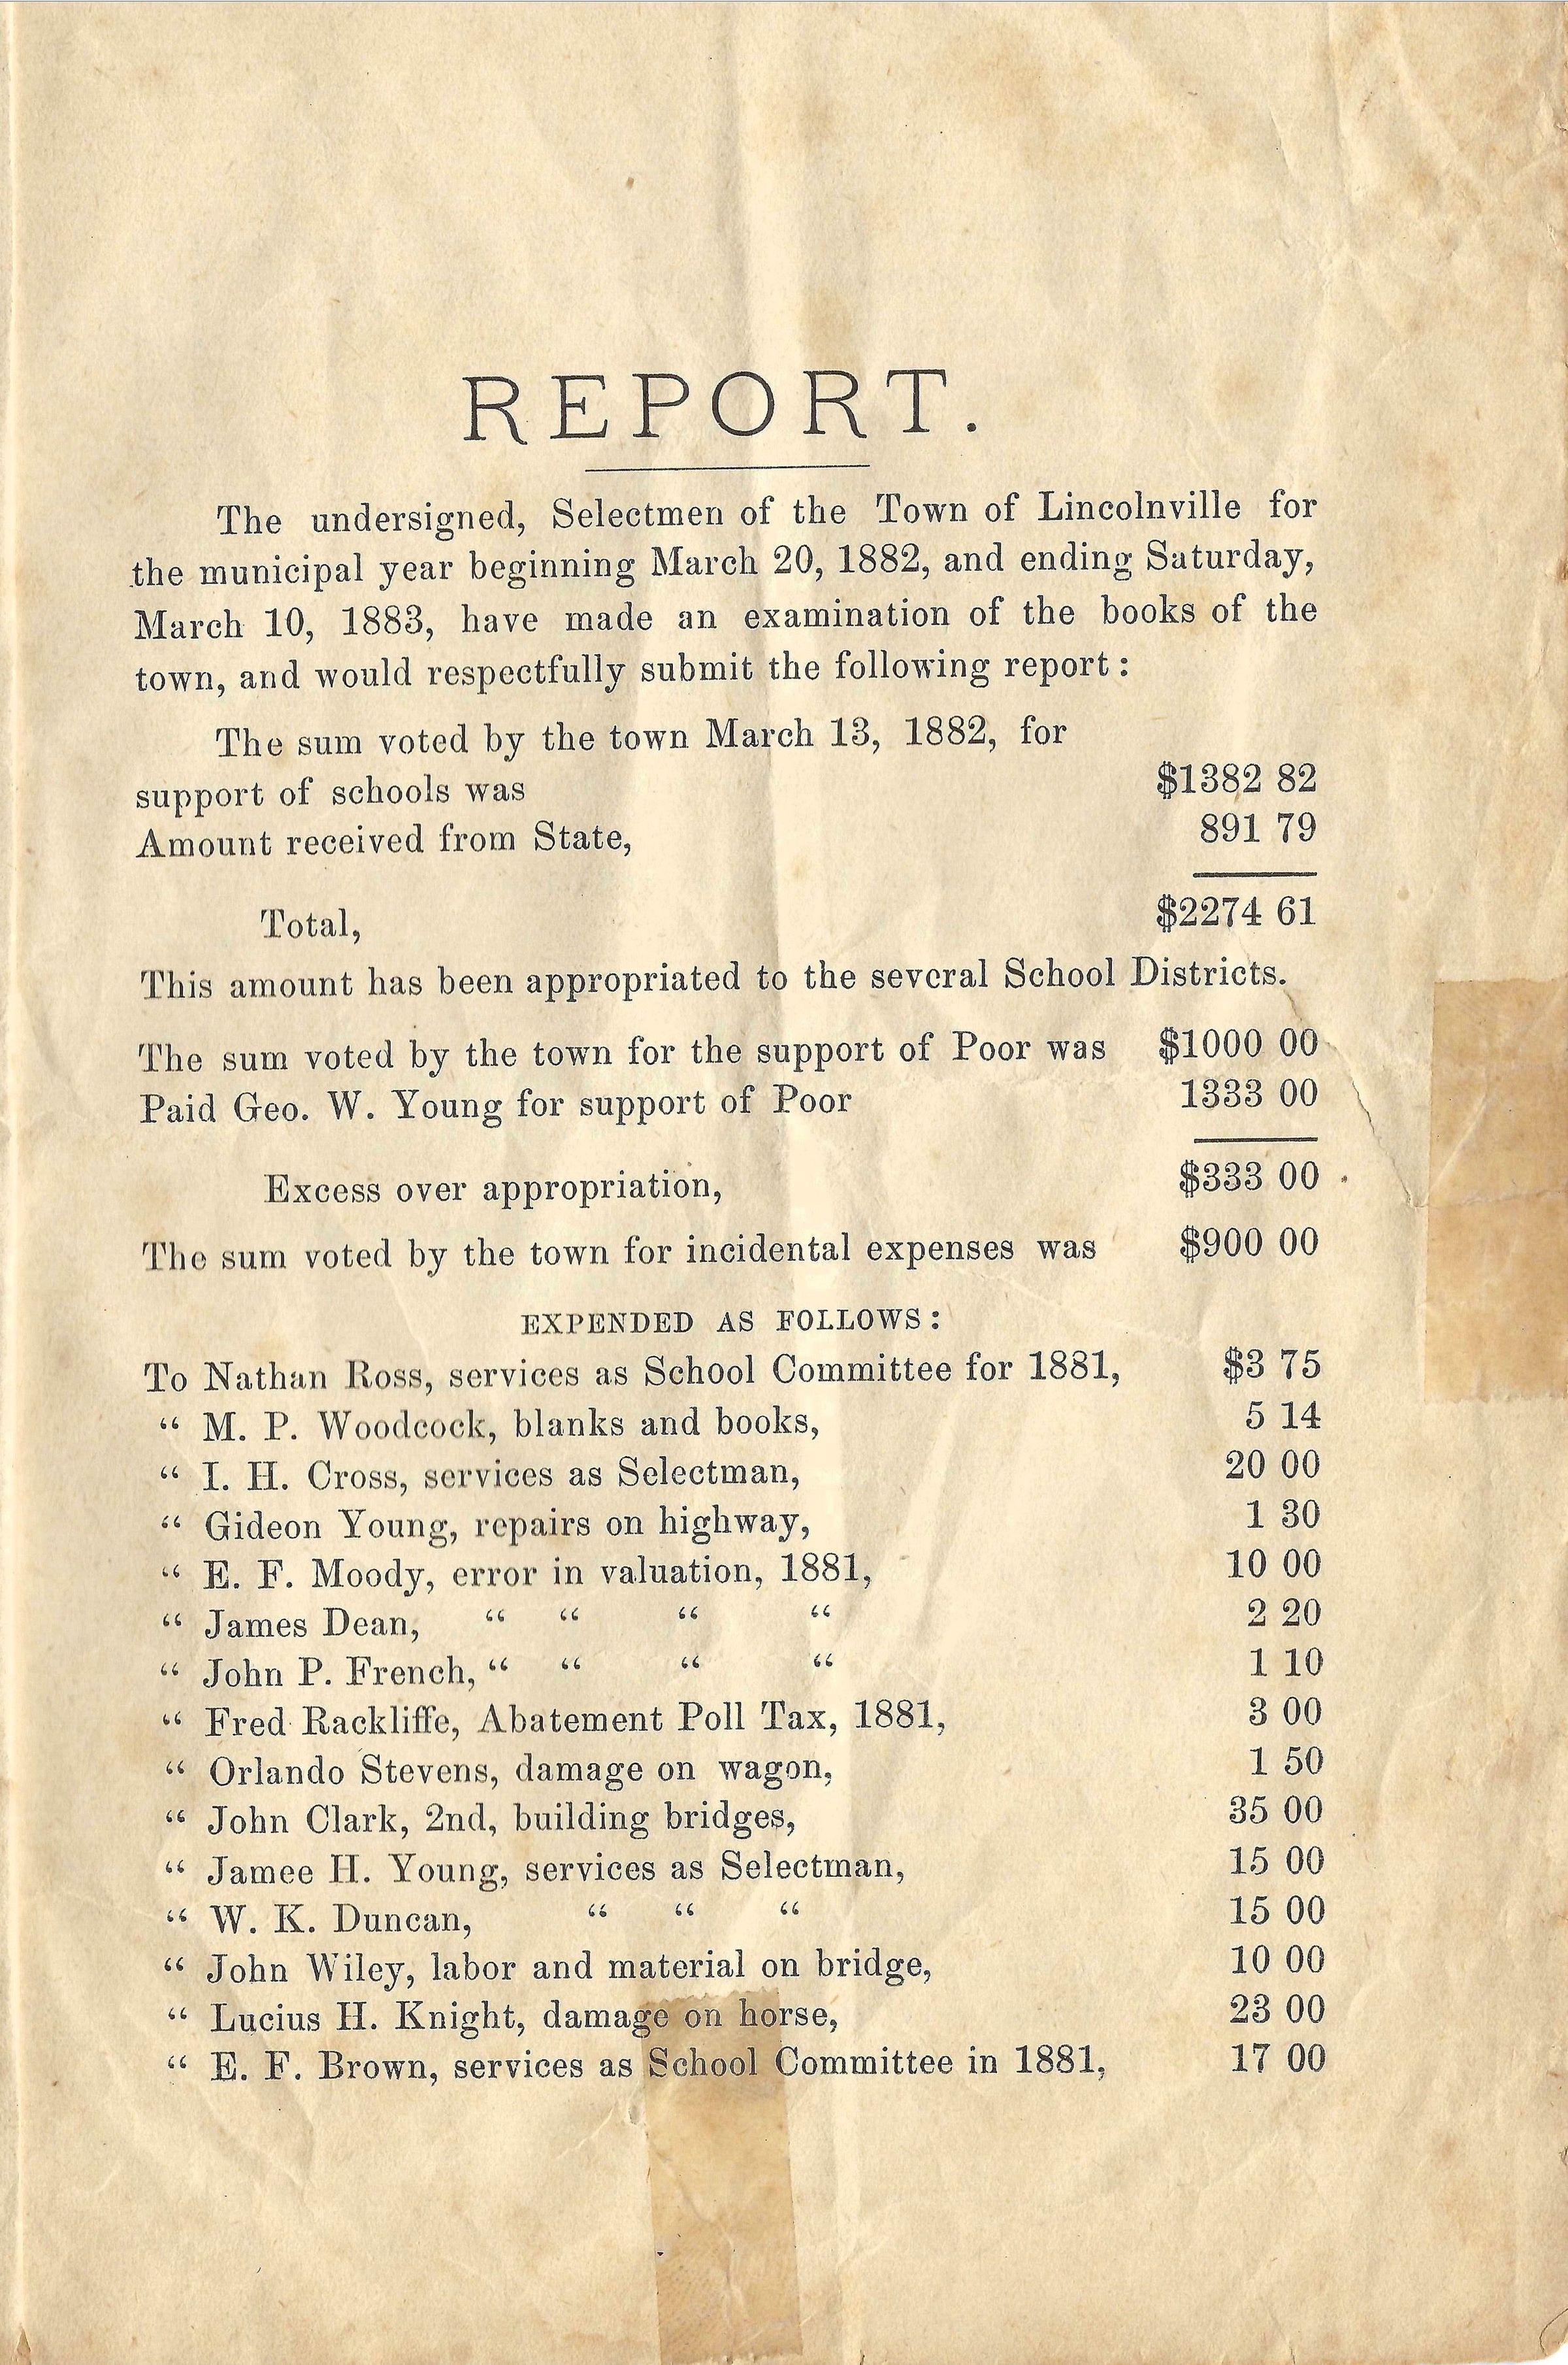 REPORT.
The undersigned, Selectmen of the Town of Lincolnville for
the municipal year beginning March 20, 1882, and ending Saturday,
March 10, 1883, have made an examination of the books of the
town, and would respectfully submit the following report:
The sum voted by the town March 13, 1882, for
support of schools was $1382 82
Amount received from State, 891 79
Total, $2274 61
This amount has been appropriated to the several School Districts.
The sum voted by the town for the support of Poor was $1000 00
Paid Geo. W. Young for support of Poor 1333 00
Excess over appropriation, $333 00
The sum voted by the town for incidental expenses was $900 00
EXPENDED AS FOLLOWS:
To Nathan Ross, services as School Committee for 1881, $3 75
“ M. P. Woodcock, blanks and books, 5 14
“ I. H. Cross, services as Selectman, 20 00
“ Gideon Young, repairs on highway, 1 30
“ E. F. Moody, error in valuation, 1881, 10 00
“ James Dean, “ “ “ “ 2 20
“ John P. French, “ “ “ “ 1 10
“ Fred Rackliffe, Abatement Poll Tax, 1881, 3 00
“ Orlando Stevens, damage on wagon, 1 50
“ John Clark, 2nd, building bridges, 35 00
“ Jamee H. Young, services as Selectman, 15 00
“ W. K. Duncan, “ “ “ 15 00
“ John Wiley, labor and material on bridge, 10 00
“ Lucius H. Knight, damage on horse, 23 00
“ E. F. Brown, services as School Committee in 1881, 17 00